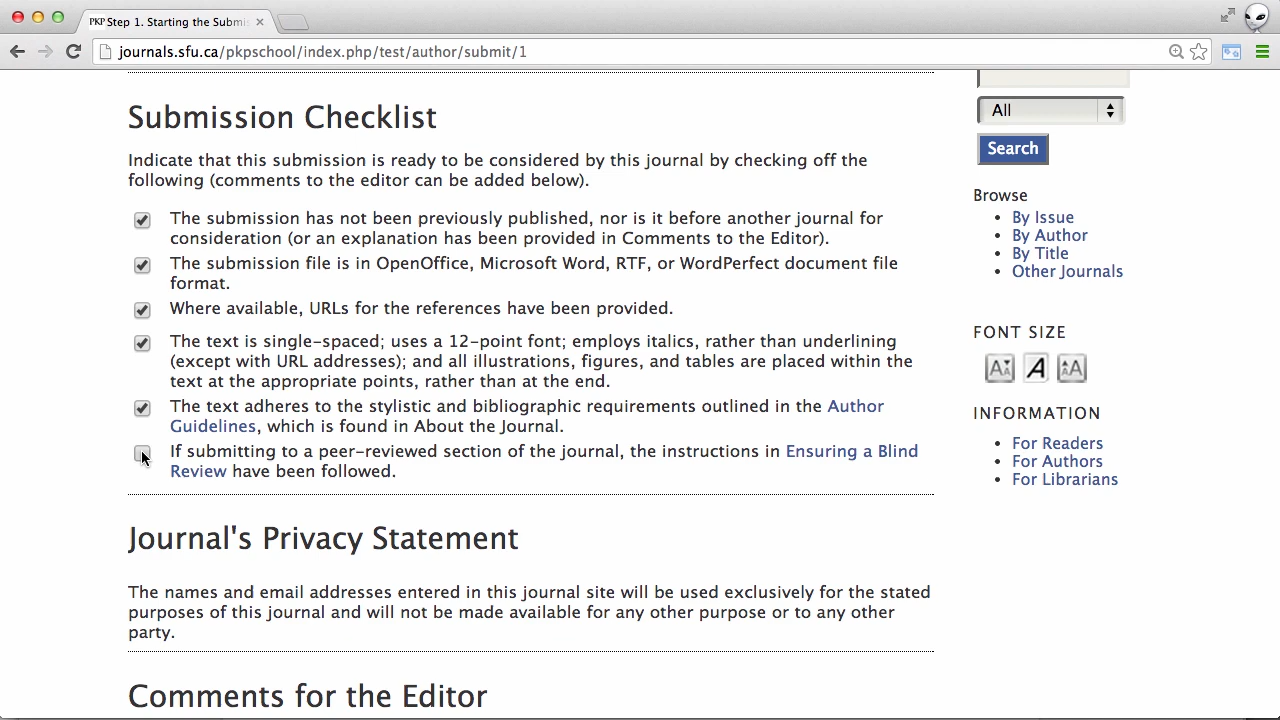 PKP Step 1. Starting the Submi
journals.sfu.ca/pkpschool/index.php/test/author/submit/1
Submission Checklist
Indicate that this submission is ready to be considered by this journal by checking off the
following (comments to the editor can be added below).
The submission has not been previously published, nor is it before another journal for
consideration (or an explanation has been provided in Comments to the Editor).
The submission file is in OpenOffice, Microsoft Word, RTF, or WordPerfect document file
format.
Where available, URLs for the references have been provided.
The text is single-spaced; uses a 12-point font; employs italics, rather than underlining
(except with URL addresses); and all illustrations, figures, and tables are placed within the
text at the appropriate points, rather than at the end.
The text adheres to the stylistic and bibliographic requirements outlined in the Author
Guidelines, which is found in About the Journal.
If submitting to a peer-reviewed section of the journal, the instructions in Ensuring a Blind
Review have been followed.
Journal's Privacy Statement
The names and email addresses entered in this journal site will be used exclusively for the stated
purposes of this journal and will not be made available for any other purpose or to any other
party.
Comments for the Editor
All
Search
Browse
By Issue
By Author
By Title
Other Journals
FONT SIZE
A A A
INFORMATION
For Readers
For Authors
For Librarians